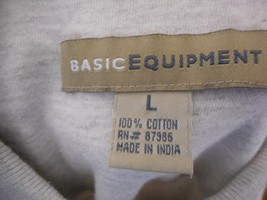 BASICEQUIPMENT
L
100% COTTON
RN# 87986
MADE IN INDIA